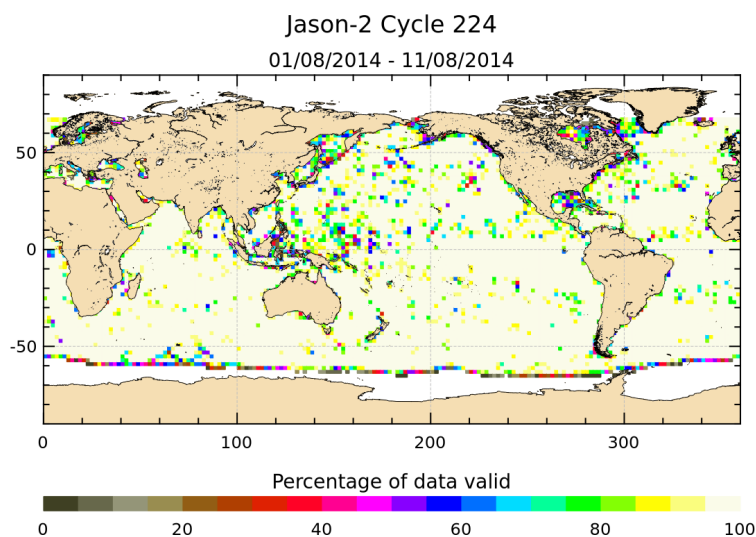 Jason-2 Cycle 224
01/08/2014 - 11/08/2014
50
0
-50
0 100 200 300
Percentage of data valid
0 20 40 60 80 100